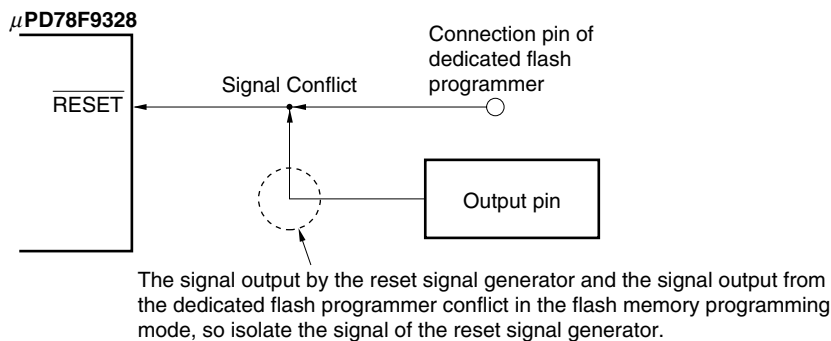 μPD78F9328
Connection pin of
dedicated flash
programmer
Signal Conflict
RESET
Output pin
The signal output by the reset signal generator and the signal output from
the dedicated flash programmer conflict in the flash memory programming
mode, so isolate the signal of the reset signal generator.